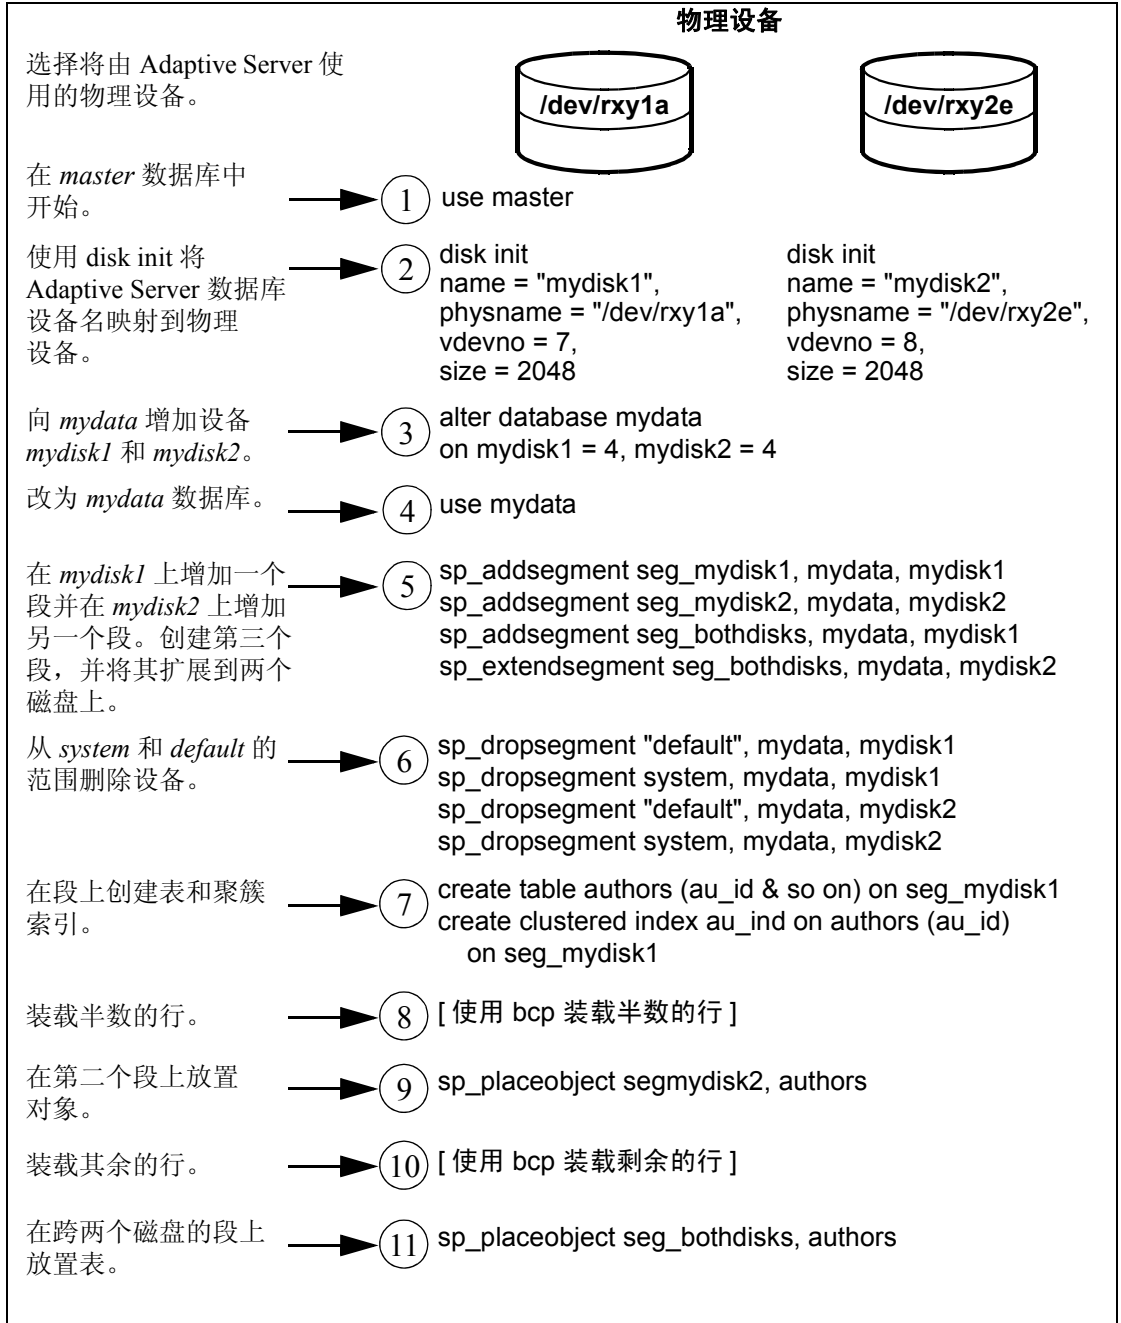 物理设备
选择将由 Adaptive Server 使
用的物理设备。
/dev/rxy1a
/dev/rxy2e
在 master 数据库中
开始。
1
use master
使用 disk init 将
Adaptive Server 数据库
设备名映射到物理
设备。
2
disk init
name = "mydisk1",
physname = "/dev/rxy1a",
vdevno = 7,
size = 2048
disk init
name = "mydisk2",
physname = "/dev/rxy2e",
vdevno = 8,
size = 2048
向 mydata 增加设备
mydisk1 和 mydisk2。
3
alter database mydata
on mydisk1 = 4, mydisk2 = 4
改为 mydata 数据库。
4
use mydata
在 mydisk1 上增加一个
段并在 mydisk2 上增加
另一个段。创建第三个
段，并将其扩展到两个
磁盘上。
5
sp_addsegment seg_mydisk1, mydata, mydisk1
sp_addsegment seg_mydisk2, mydata, mydisk2
sp_addsegment seg_bothdisks, mydata, mydisk1
sp_extendsegment seg_bothdisks, mydata, mydisk2
从 system 和 default 的
范围删除设备。
6
sp_dropsegment "default", mydata, mydisk1
sp_dropsegment system, mydata, mydisk1
sp_dropsegment "default", mydata, mydisk2
sp_dropsegment system, mydata, mydisk2
在段上创建表和聚簇
索引。
7
create table authors (au_id & so on) on seg_mydisk1
create clustered index au_ind on authors (au_id)
on seg_mydisk1
装载半数的行。
8
[ 使用 bcp 装载半数的行 ]
在第二个段上放置
对象。
9
sp_placeobject segmydisk2, authors
装载其余的行。
10
[ 使用 bcp 装载剩余的行 ]
在跨两个磁盘的段上
放置表。
11
sp_placeobject seg_bothdisks, authors